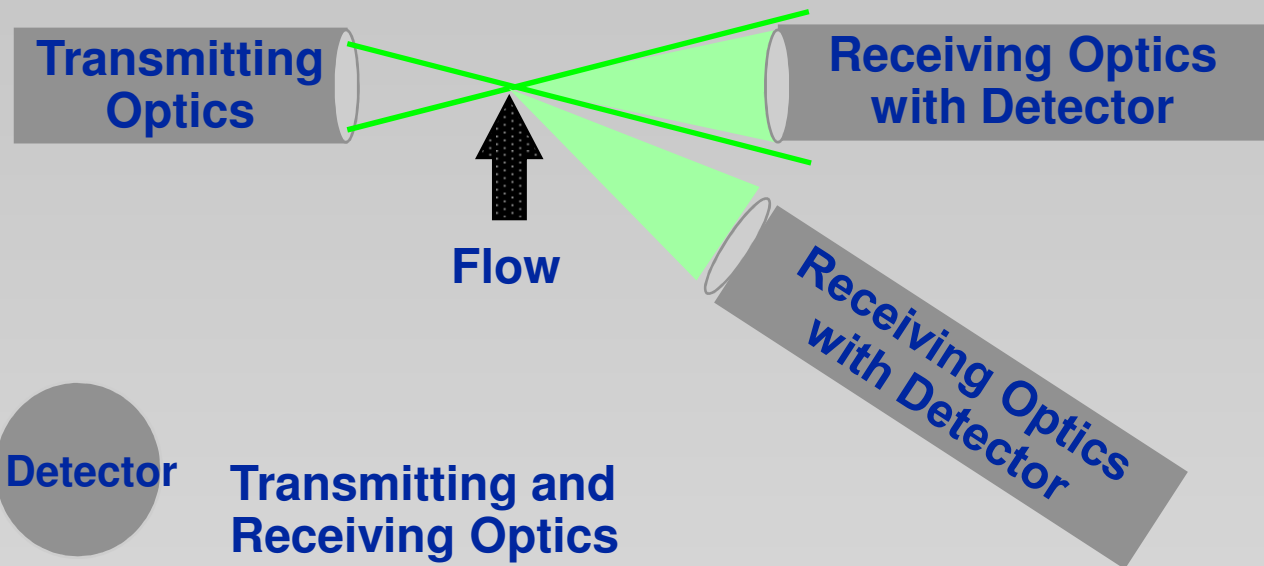 Transmitting
Optics
Receiving Optics
with Detector
Flow
Receiving Optics
with Detector
Detector
Transmitting and
Receiving Optics